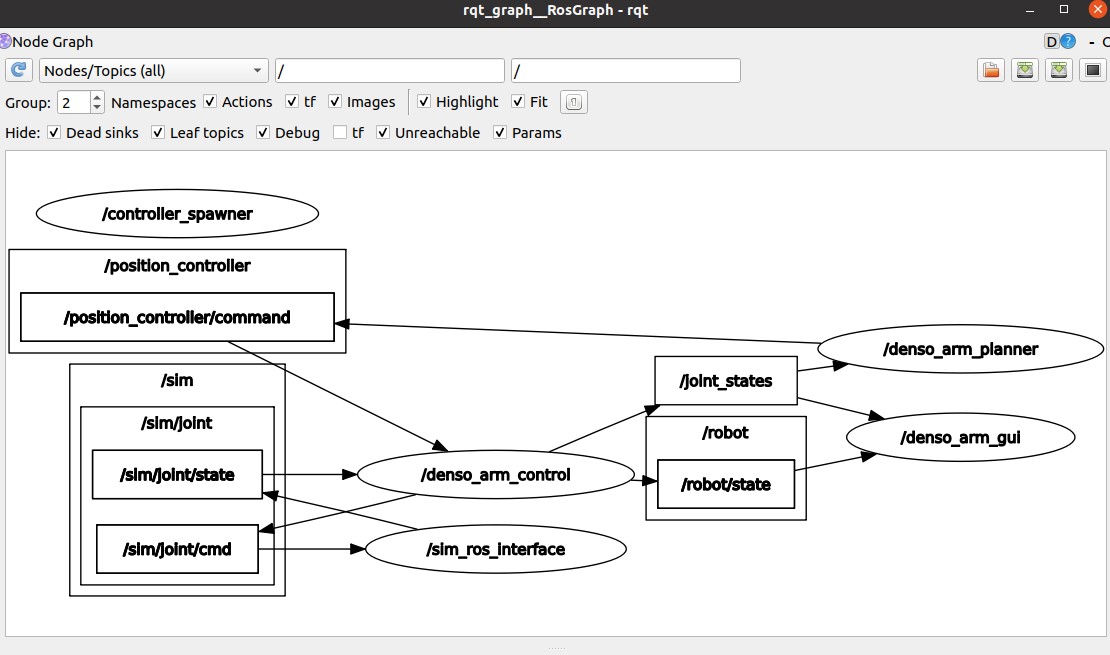 rqt_graph__RosGraph - rqt
Node Graph
D ? - C
Nodes/Topics (all) / /
Group: 2 Namespaces Actions tf Images Highlight Fit
Hide: Dead sinks Leaf topics Debug tf Unreachable Params
/controller_spawner
/position_controller
/position_controller/command
/denso_arm_planner
/sim
/joint_states
/sim/joint
/robot
/denso_arm_gui
/sim/joint/state
/denso_arm_control
/robot/state
/sim/joint/cmd
/sim_ros_interface